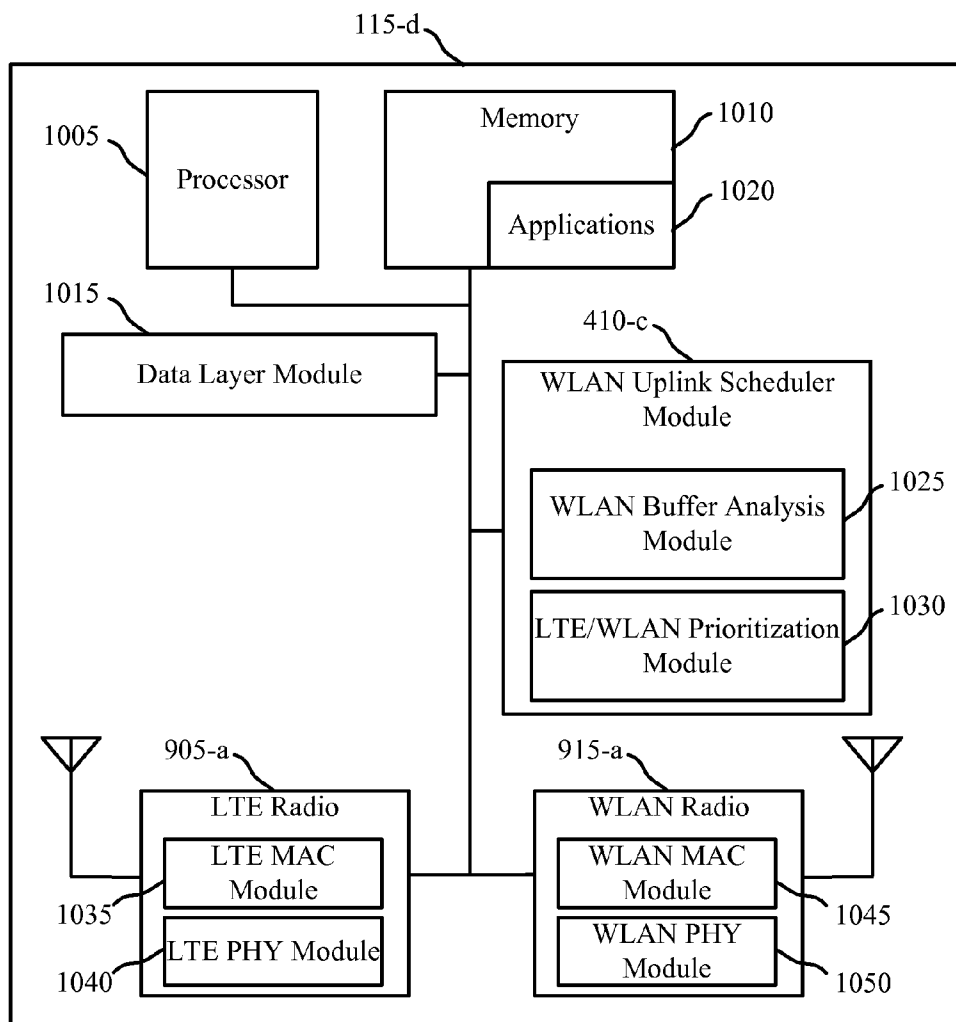 115-d
1005
Processor
Memory
1010
Applications
1020
1015
Data Layer Module
410-c
WLAN Uplink Scheduler
Module
WLAN Buffer Analysis
Module
1025
LTE/WLAN Prioritization
Module
1030
905-a
LTE Radio
LTE MAC
Module
1035
LTE PHY Module
1040
915-a
WLAN Radio
WLAN MAC
Module
1045
WLAN PHY
Module
1050